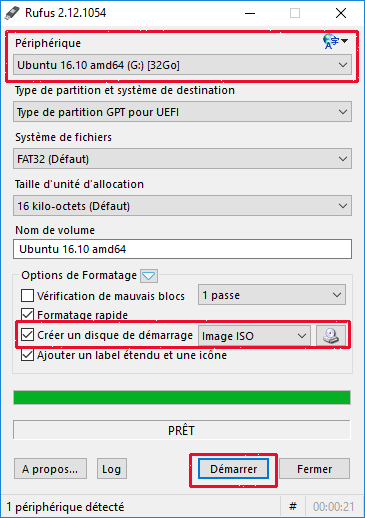 Rufus 2.12.1054
Périphérique
Ubuntu 16.10 amd64 (G:) [32Go]
Type de partition et système de destination
Type de partition GPT pour UEFI
Système de fichiers
FAT32 (Défaut)
Taille d'unité d'allocation
16 kilo-octets (Défaut)
Nom de volume
Ubuntu 16.10 amd64
Options de Formatage
Vérification de mauvais blocs 1 passe
Formatage rapide
Créer un disque de démarrage Image ISO
Ajouter un label étendu et une icône
PRÊT
A propos... Log Démarrer Fermer
1 périphérique détecté # 00:00:21